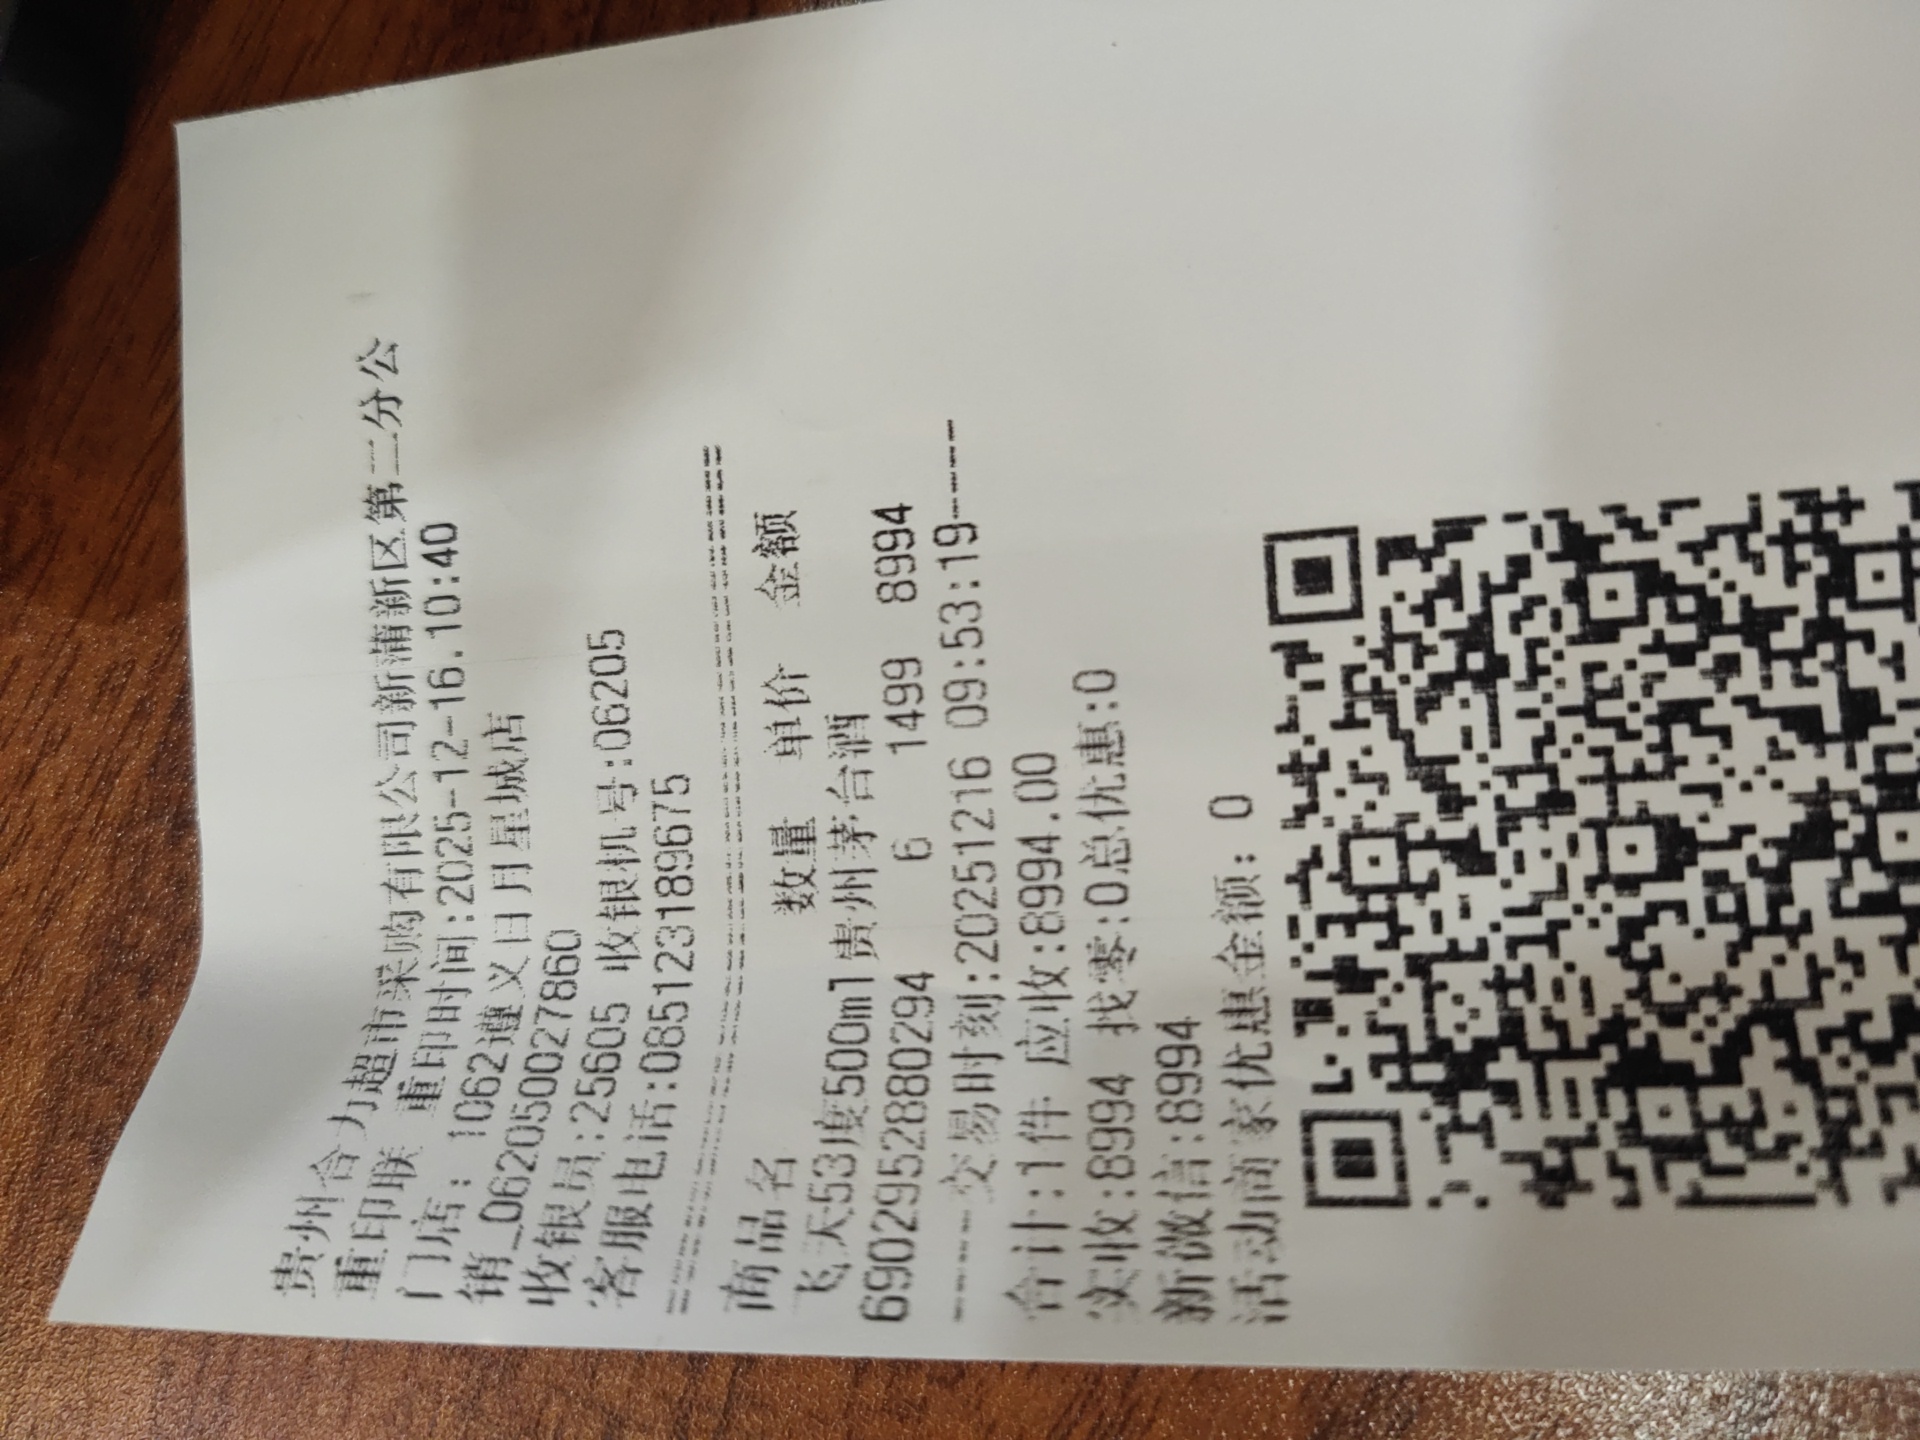 贵州合力超市采购有限公司新蒲新区第二分公
重印联 重印时间:2025-12-16.10:40
门店: 1062遵义日月星城店
销_0620500027860
收银员:25605 收银机号:06205
客服电话:085123189675
商品名 数量 单价 金额
飞天53度500ml贵州茅台酒
6902952880294 6 1499 8994
----交易时刻:20251216 09:53:19----
合计:1件 应收:8994.00
实收:8994 找零:0总优惠:0
新微信:8994
活动商家优惠金额: 0